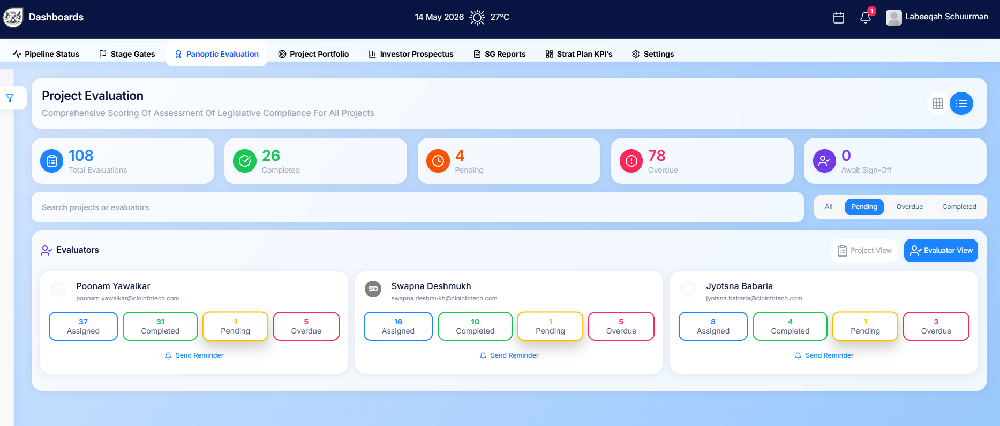 Dashboards
14 May 2026 27°C
1
Labeeqah Schuurman
Pipeline Status Stage Gates Panoptic Evaluation Project Portfolio Investor Prospectus SG Reports Strat Plan KPI's Settings
Project Evaluation
Comprehensive Scoring Of Assessment Of Legislative Compliance For All Projects
108
Total Evaluations
26
Completed
4
Pending
78
Overdue
0
Await Sign-Off
Search projects or evaluators
All Pending Overdue Completed
Evaluators
Project View Evaluator View
PY
Poonam Yawalkar
poonam.yawalkar@cioinfotech.com
37
Assigned
31
Completed
1
Pending
5
Overdue
Send Reminder
SD
Swapna Deshmukh
swapna.deshmukh@cioinfotech.com
16
Assigned
10
Completed
1
Pending
5
Overdue
Send Reminder
JB
Jyotsna Babaria
jyotsna.babaria@cioinfotech.com
8
Assigned
4
Completed
1
Pending
3
Overdue
Send Reminder